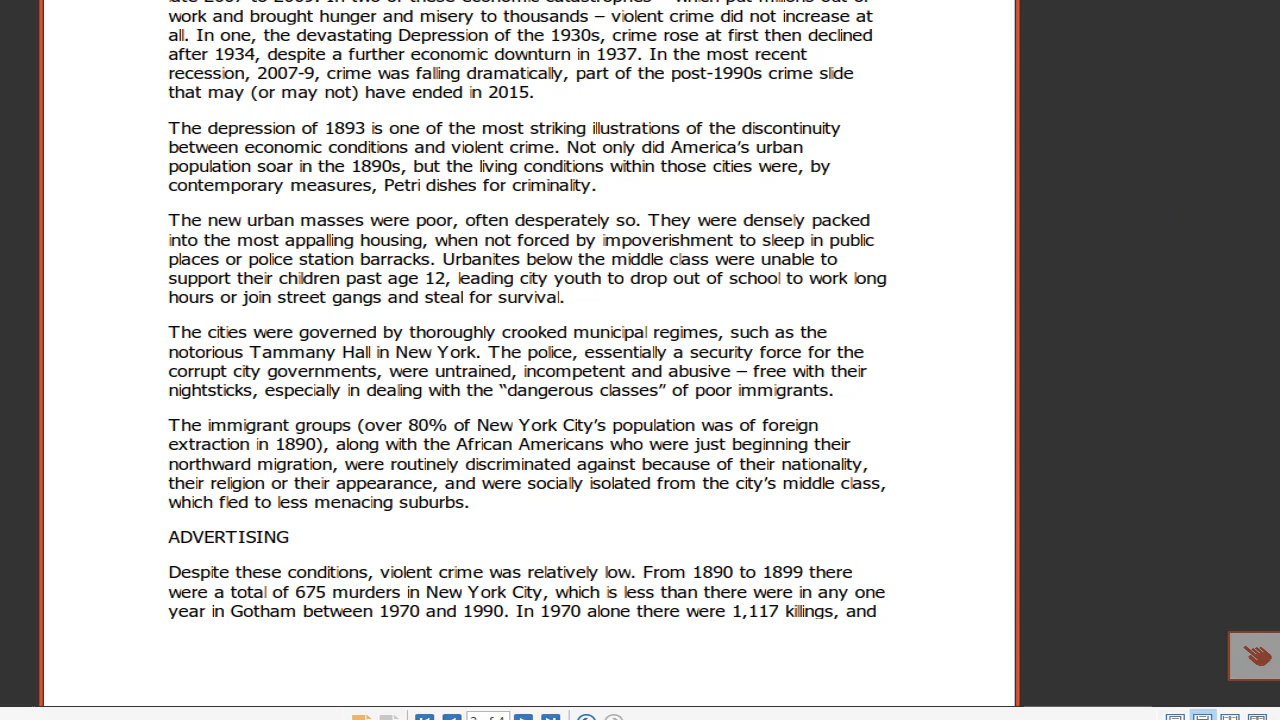 work and brought hunger and misery to thousands – violent crime did not increase at
all. In one, the devastating Depression of the 1930s, crime rose at first then declined
after 1934, despite a further economic downturn in 1937. In the most recent
recession, 2007-9, crime was falling dramatically, part of the post-1990s crime slide
that may (or may not) have ended in 2015.
The depression of 1893 is one of the most striking illustrations of the discontinuity
between economic conditions and violent crime. Not only did America’s urban
population soar in the 1890s, but the living conditions within those cities were, by
contemporary measures, Petri dishes for criminality.
The new urban masses were poor, often desperately so. They were densely packed
into the most appalling housing, when not forced by impoverishment to sleep in public
places or police station barracks. Urbanites below the middle class were unable to
support their children past age 12, leading city youth to drop out of school to work long
hours or join street gangs and steal for survival.
The cities were governed by thoroughly crooked municipal regimes, such as the
notorious Tammany Hall in New York. The police, essentially a security force for the
corrupt city governments, were untrained, incompetent and abusive – free with their
nightsticks, especially in dealing with the “dangerous classes” of poor immigrants.
The immigrant groups (over 80% of New York City’s population was of foreign
extraction in 1890), along with the African Americans who were just beginning their
northward migration, were routinely discriminated against because of their nationality,
their religion or their appearance, and were socially isolated from the city’s middle class,
which fled to less menacing suburbs.
ADVERTISING
Despite these conditions, violent crime was relatively low. From 1890 to 1899 there
were a total of 675 murders in New York City, which is less than there were in any one
year in Gotham between 1970 and 1990. In 1970 alone there were 1,117 killings, and